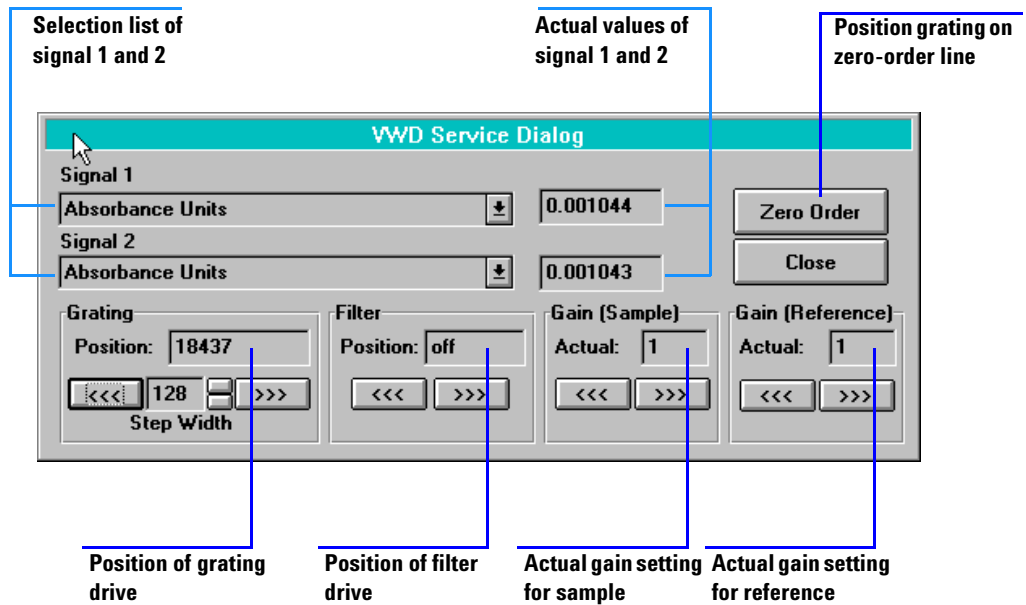 Selection list of
signal 1 and 2
Actual values of
signal 1 and 2
Position grating on
zero-order line
VWD Service Dialog
Signal 1
Absorbance Units
0.001044
Zero Order
Signal 2
Absorbance Units
0.001043
Close
Grating
Position: 18437
<<< 128 >>>
Step Width
Filter
Position: off
<<< >>>
Gain (Sample)
Actual: 1
<<< >>>
Gain (Reference)
Actual: 1
<<< >>>
Position of grating
drive
Position of filter
drive
Actual gain setting
for sample
Actual gain setting
for reference